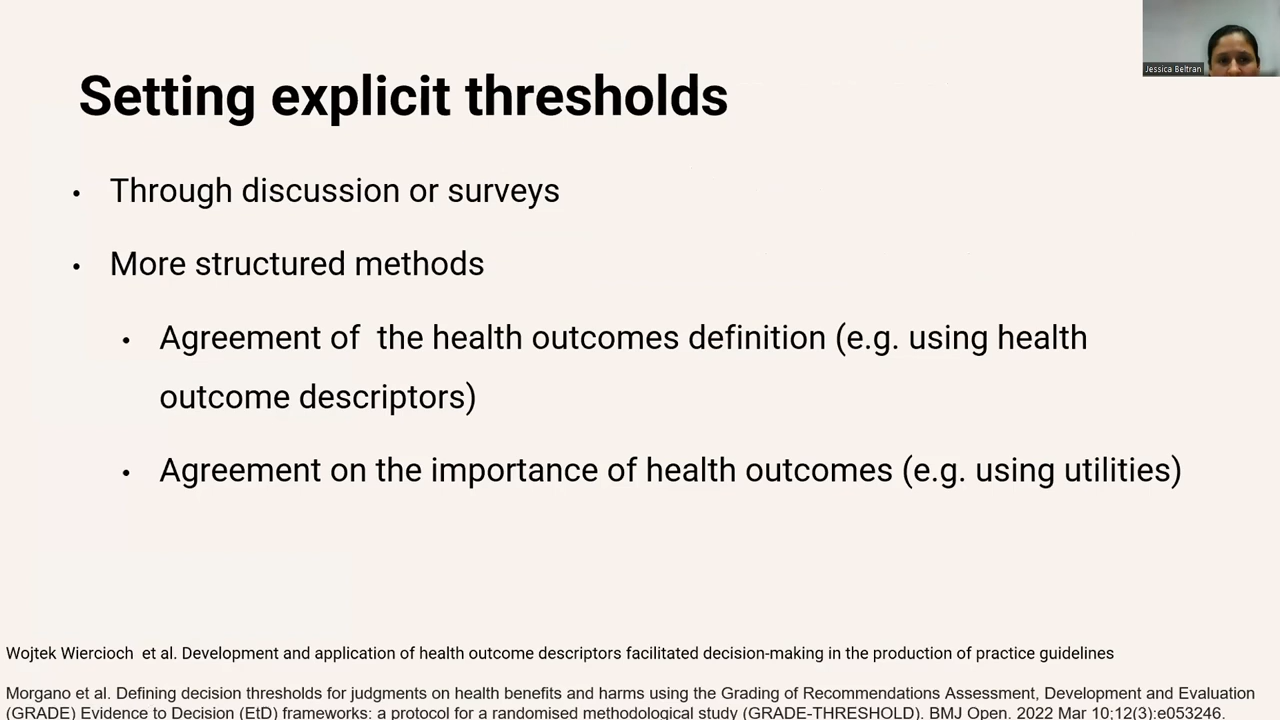 Jessica Beltran
Setting explicit thresholds
• Through discussion or surveys
• More structured methods
• Agreement of  the health outcomes definition (e.g. using health
outcome descriptors)
• Agreement on the importance of health outcomes (e.g. using utilities)
Wojtek Wiercioch  et al. Development and application of health outcome descriptors facilitated decision-making in the production of practice guidelines
Morgano et al. Defining decision thresholds for judgments on health benefits and harms using the Grading of Recommendations Assessment, Development and Evaluation
(GRADE) Evidence to Decision (EtD) frameworks: a protocol for a randomised methodological study (GRADE-THRESHOLD). BMJ Open. 2022 Mar 10;12(3):e053246.